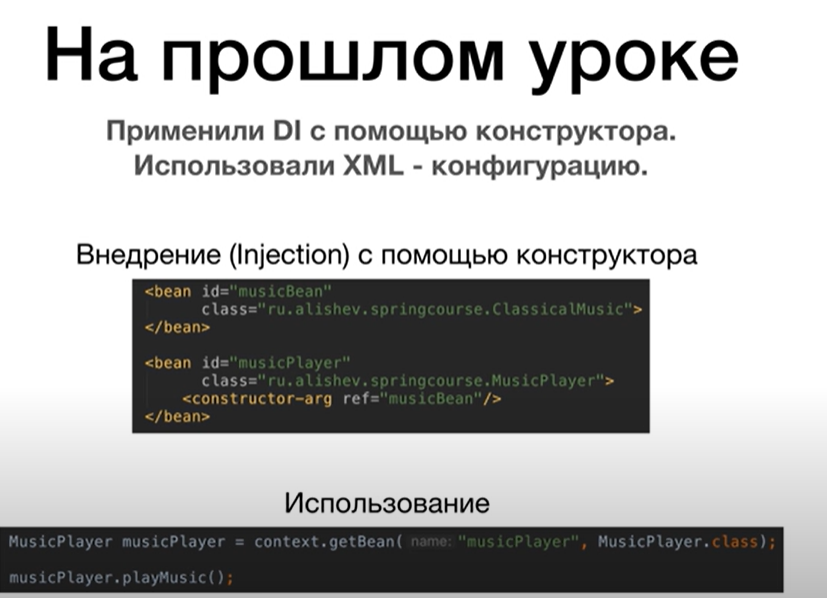 На прошлом уроке
Применили DI с помощью конструктора.
Использовали XML - конфигурацию.
Внедрение (Injection) с помощью конструктора
<bean id="musicBean"
class="ru.alishev.springcourse.ClassicalMusic">
</bean>
<bean id="musicPlayer"
class="ru.alishev.springcourse.MusicPlayer">
<constructor-arg ref="musicBean"/>
</bean>
Использование
MusicPlayer musicPlayer = context.getBean( name: "musicPlayer", MusicPlayer.class);
musicPlayer.playMusic();